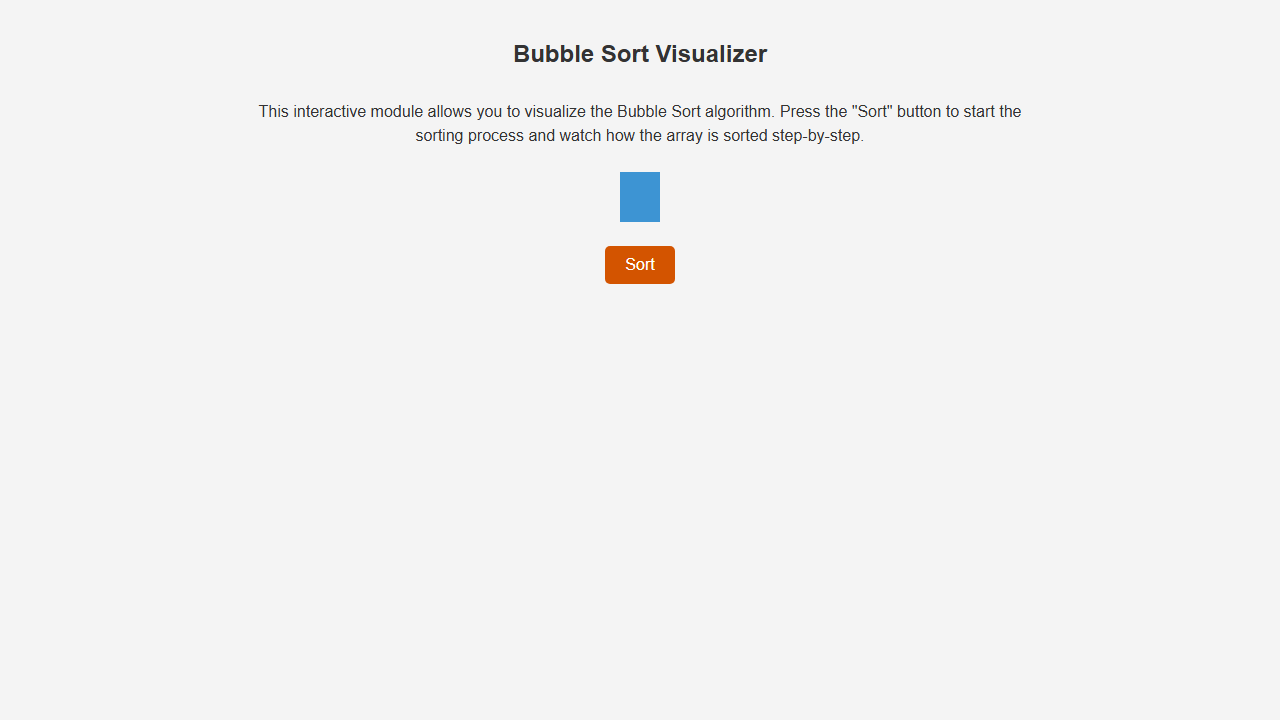 Bubble Sort Visualizer
This interactive module allows you to visualize the Bubble Sort algorithm. Press the "Sort" button to start the
sorting process and watch how the array is sorted step-by-step.
Sort